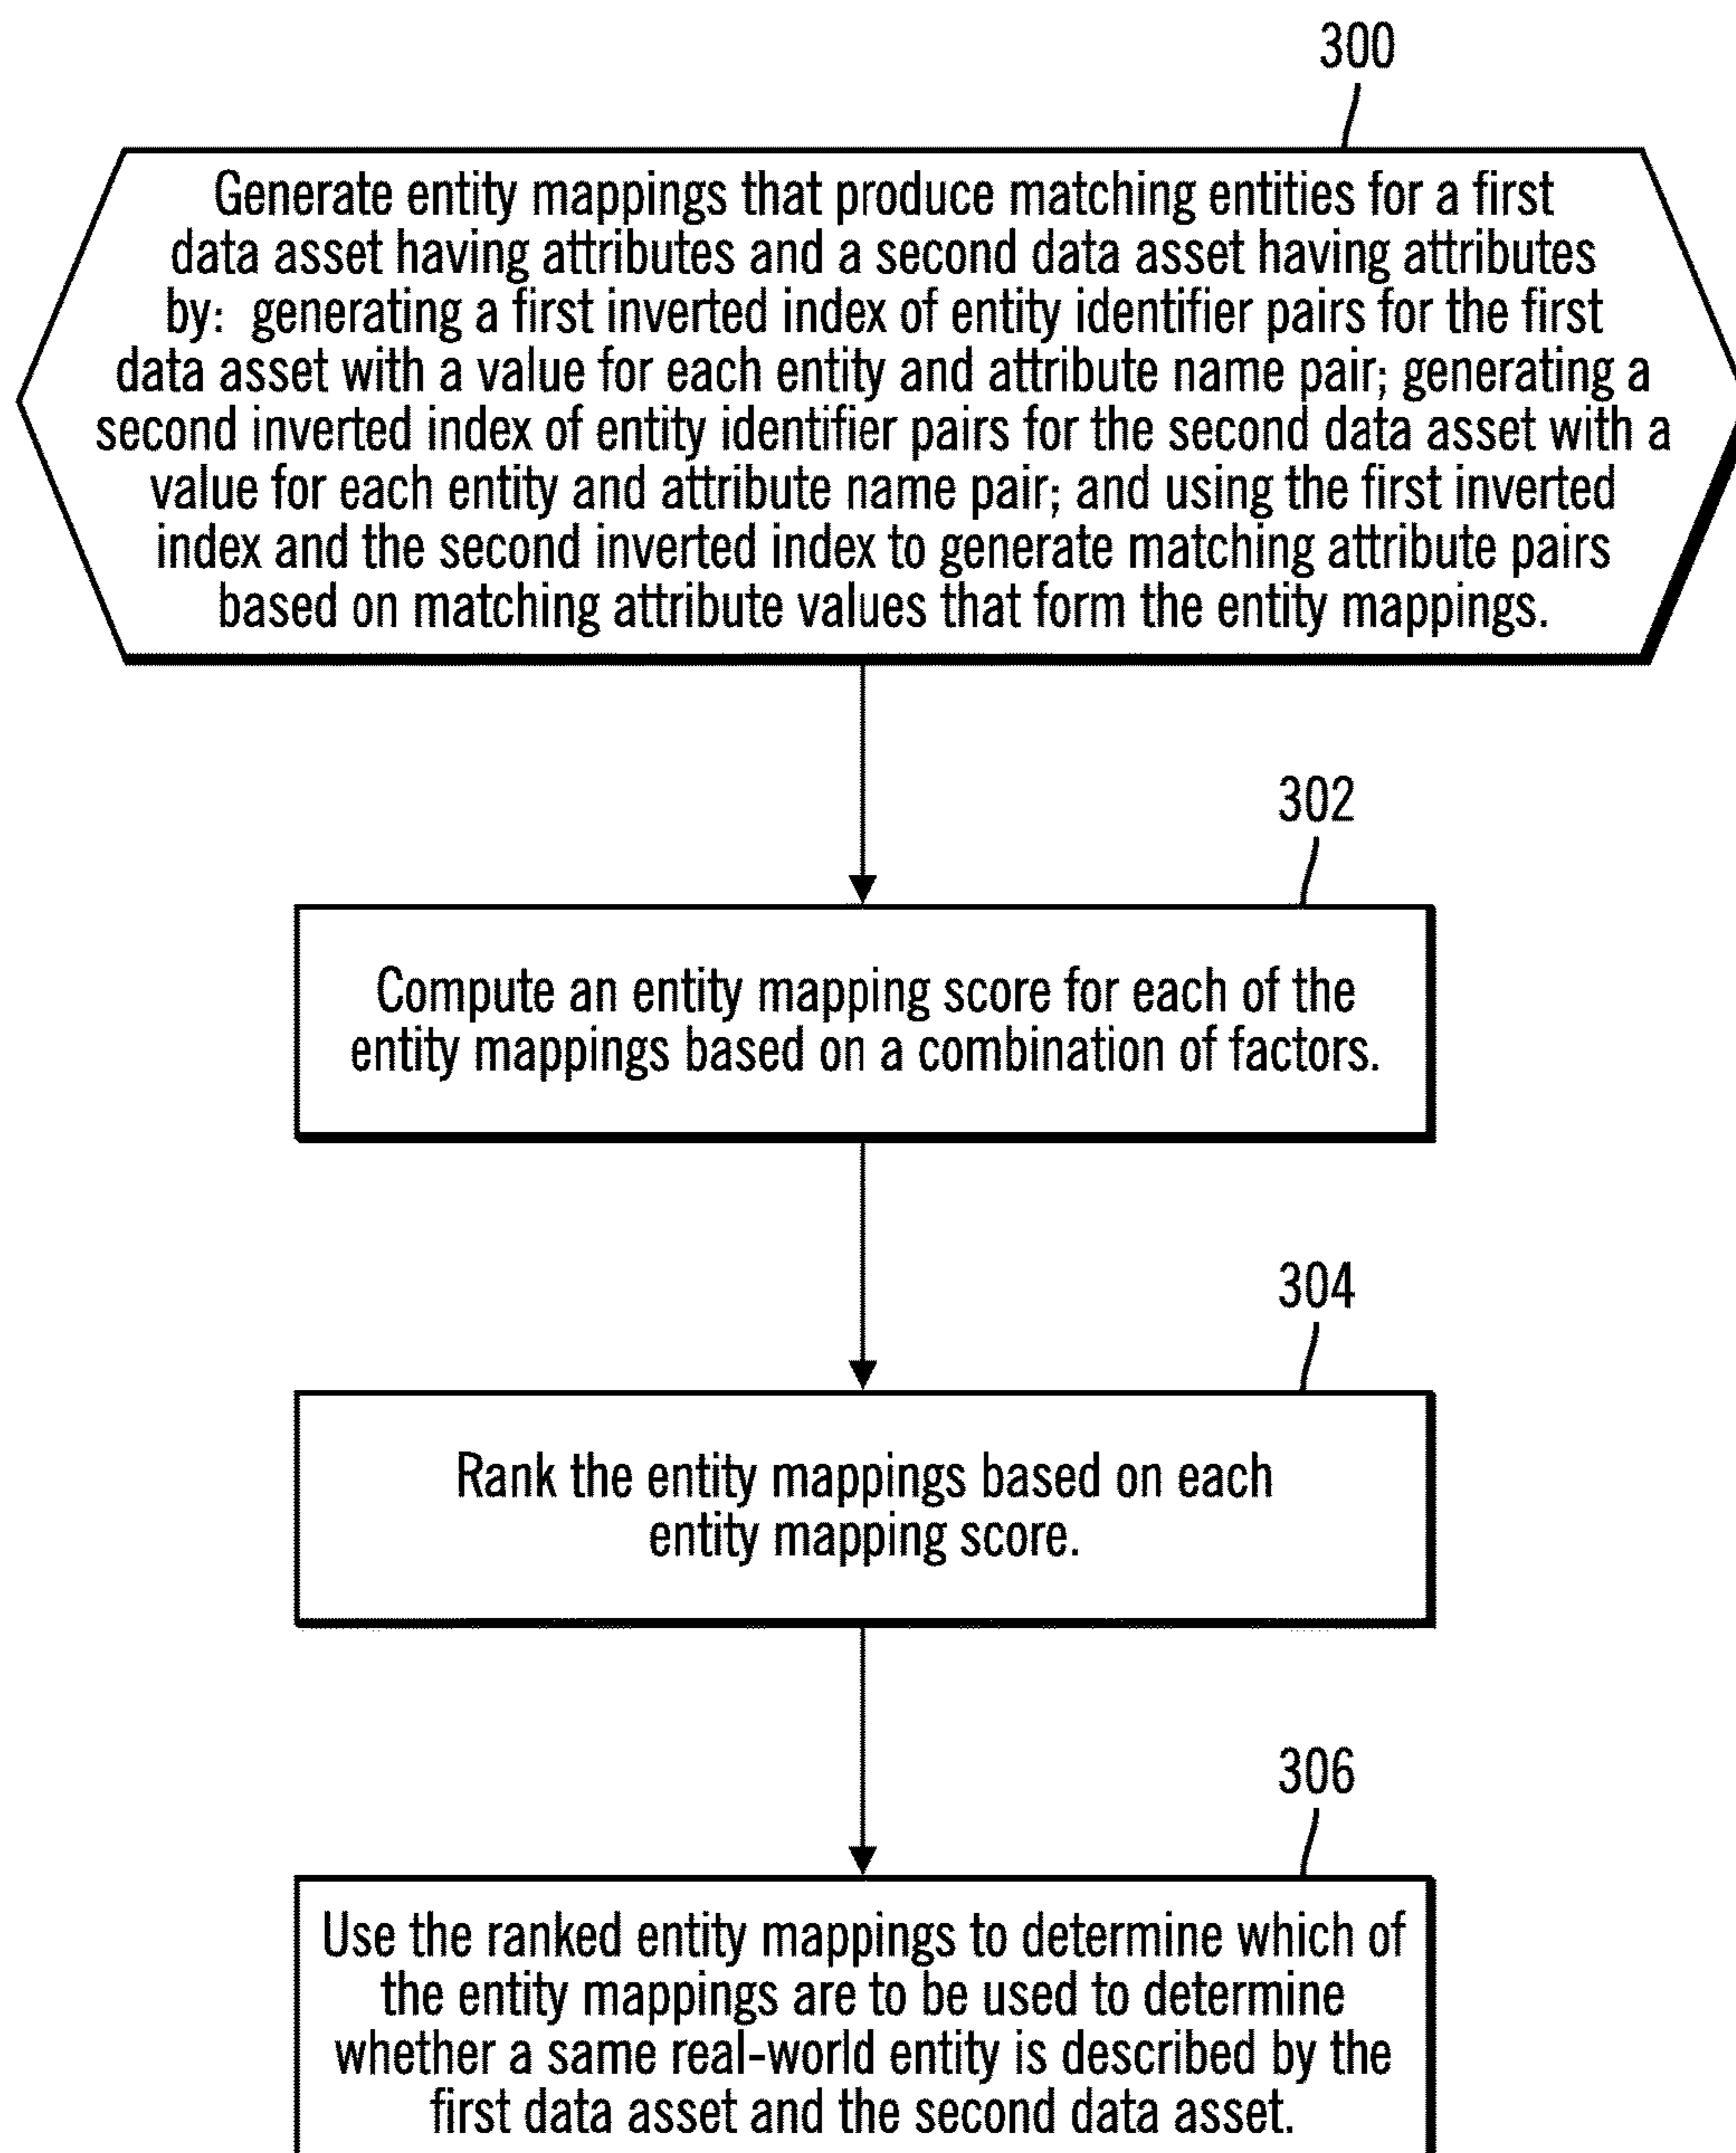 300
Generate entity mappings that produce matching entities for a first
data asset having attributes and a second data asset having attributes
by: generating a first inverted index of entity identifier pairs for the first
data asset with a value for each entity and attribute name pair; generating a
second inverted index of entity identifier pairs for the second data asset with a
value for each entity and attribute name pair; and using the first inverted
index and the second inverted index to generate matching attribute pairs
based on matching attribute values that form the entity mappings.
302
Compute an entity mapping score for each of the
entity mappings based on a combination of factors.
304
Rank the entity mappings based on each
entity mapping score.
306
Use the ranked entity mappings to determine which of
the entity mappings are to be used to determine
whether a same real-world entity is described by the
first data asset and the second data asset.